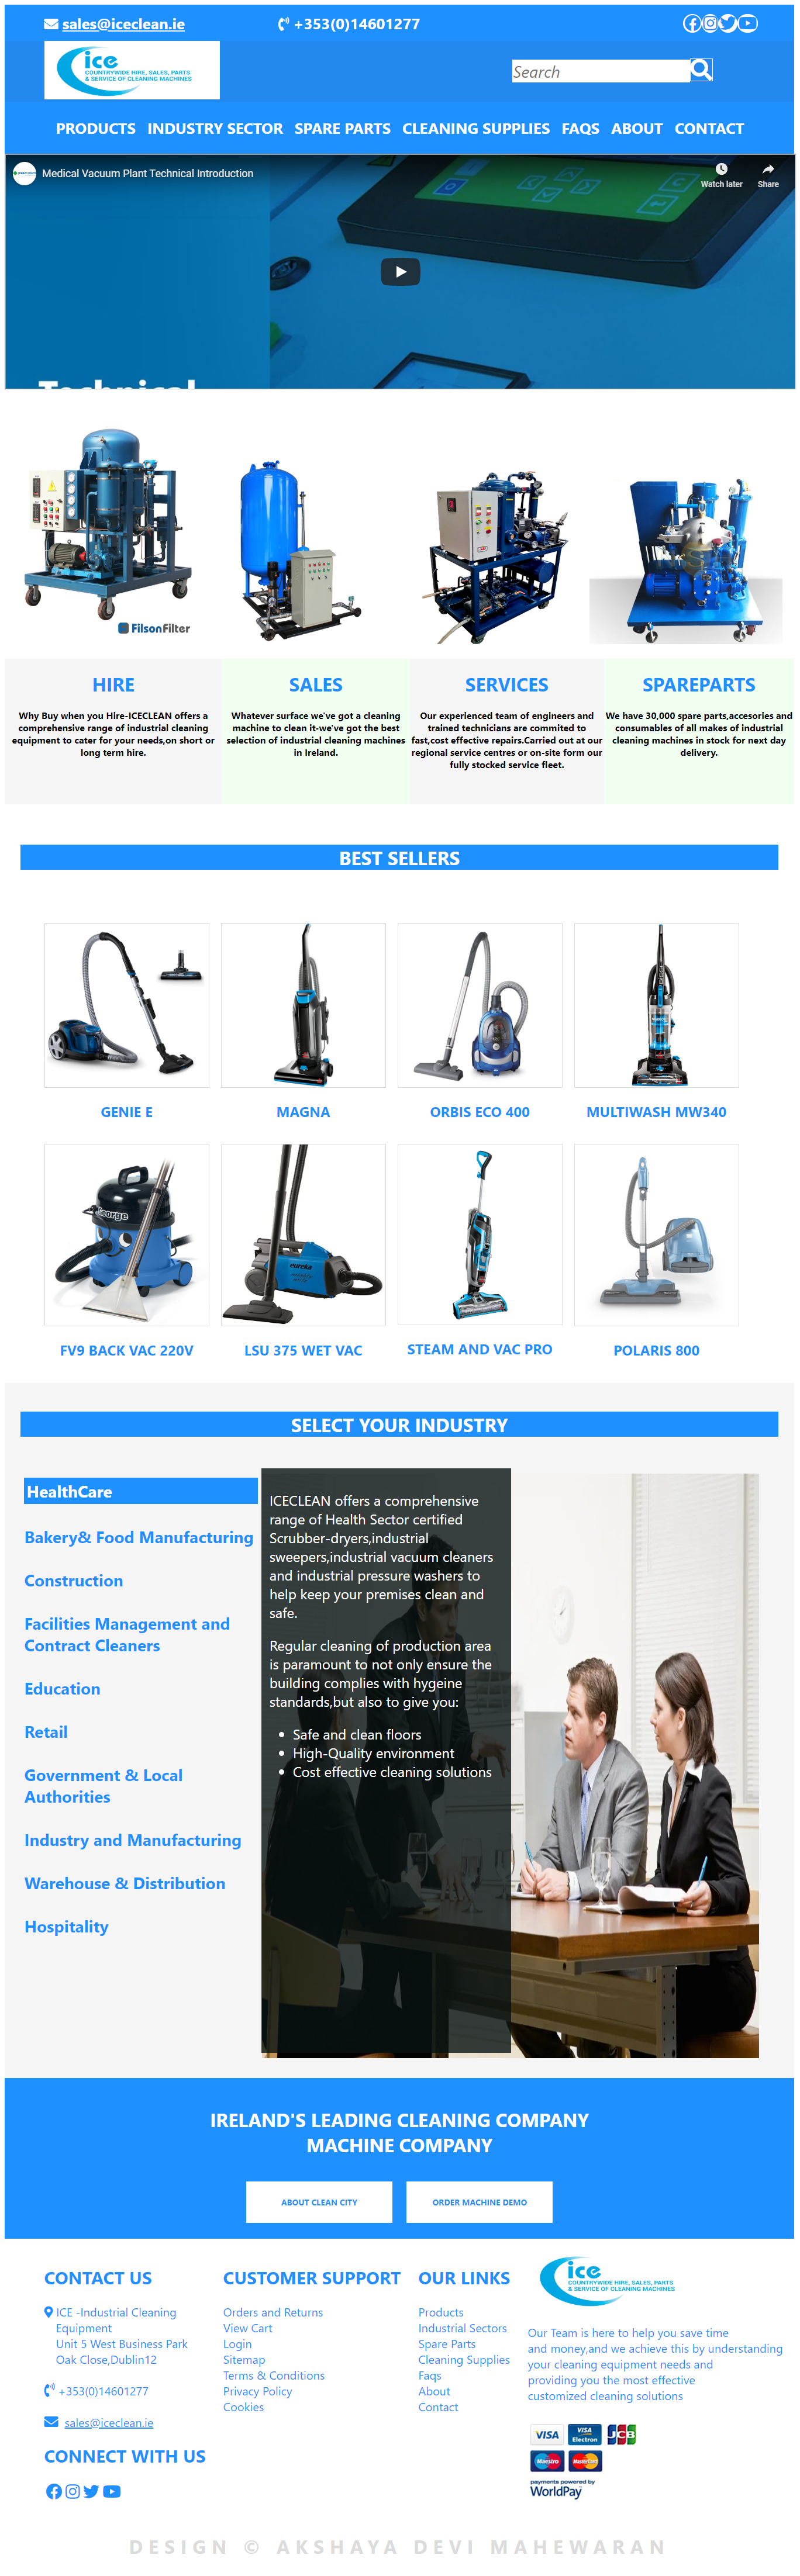 sales@iceclean.ie
+353(0)14601277
ice
COUNTRYWIDE HIRE, SALES, PARTS
& SERVICE OF CLEANING MACHINES
Search
PRODUCTS INDUSTRY SECTOR SPARE PARTS CLEANING SUPPLIES FAQS ABOUT CONTACT
Medical Vacuum Plant Technical Introduction
Watch later
Share
Technical
FilsonFilter
HIRE
Why Buy when you Hire-ICECLEAN offers a
comprehensive range of industrial cleaning
equipment to cater for your needs,on short or
long term hire.
SALES
Whatever surface we've got a cleaning
machine to clean it-we've got the best
selection of industrial cleaning machines
in Ireland.
SERVICES
Our experienced team of engineers and
trained technicians are commited to
fast,cost effective repairs.Carried out at our
regional service centres or on-site form our
fully stocked service fleet.
SPAREPARTS
We have 30,000 spare parts,accesories and
consumables of all makes of industrial
cleaning machines in stock for next day
delivery.
BEST SELLERS
GENIE E
MAGNA
ORBIS ECO 400
MULTIWASH MW340
George
eureka
FV9 BACK VAC 220V
LSU 375 WET VAC
STEAM AND VAC PRO
POLARIS 800
SELECT YOUR INDUSTRY
HealthCare
Bakery& Food Manufacturing
Construction
Facilities Management and
Contract Cleaners
Education
Retail
Government & Local
Authorities
Industry and Manufacturing
Warehouse & Distribution
Hospitality
ICECLEAN offers a comprehensive
range of Health Sector certified
Scrubber-dryers,industrial
sweepers,industrial vacuum cleaners
and industrial pressure washers to
help keep your premises clean and
safe.
Regular cleaning of production area
is paramount to not only ensure the
building complies with hygeine
standards,but also to give you:
• Safe and clean floors
• High-Quality environment
• Cost effective cleaning solutions
IRELAND'S LEADING CLEANING COMPANY
MACHINE COMPANY
ABOUT CLEAN CITY
ORDER MACHINE DEMO
CONTACT US
ICE -Industrial Cleaning
Equipment
Unit 5 West Business Park
Oak Close,Dublin12
+353(0)14601277
sales@iceclean.ie
CONNECT WITH US
CUSTOMER SUPPORT
Orders and Returns
View Cart
Login
Sitemap
Terms & Conditions
Privacy Policy
Cookies
OUR LINKS
Products
Industrial Sectors
Spare Parts
Cleaning Supplies
Faqs
About
Contact
ice
COUNTRYWIDE HIRE, SALES, PARTS
& SERVICE OF CLEANING MACHINES
Our Team is here to help you save time
and money,and we achieve this by understanding
your cleaning equipment needs and
providing you the most effective
customized cleaning solutions
VISA VISA Electron JCB
Maestro MasterCard
payments powered by
WorldPay
DESIGN © AKSHAYA DEVI MAHEWARAN